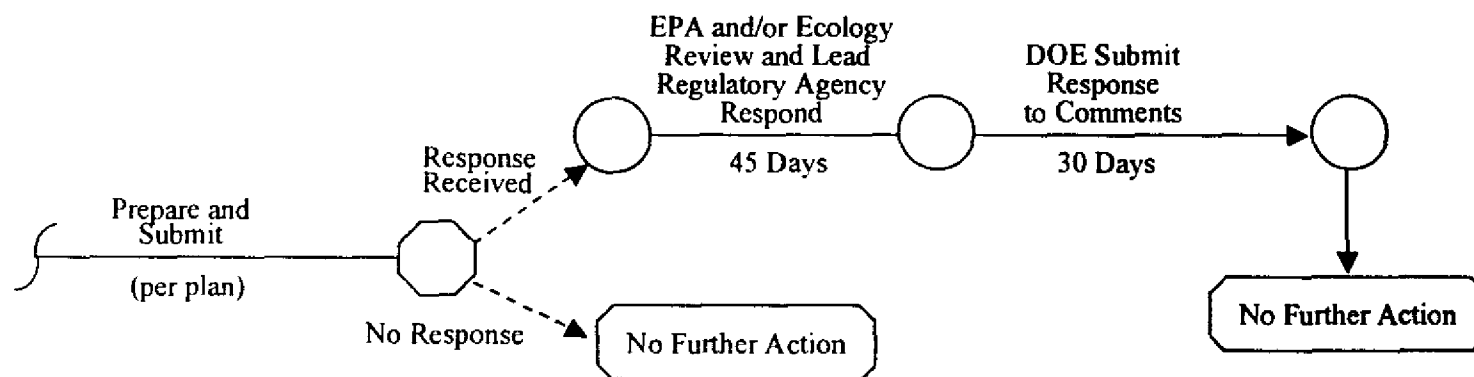 EPA and/or Ecology
Review and Lead
Regulatory Agency
Respond
45 Days
DOE Submit
Response
to Comments
30 Days
Response
Received
Prepare and
Submit
(per plan)
No Response
No Further Action
No Further Action